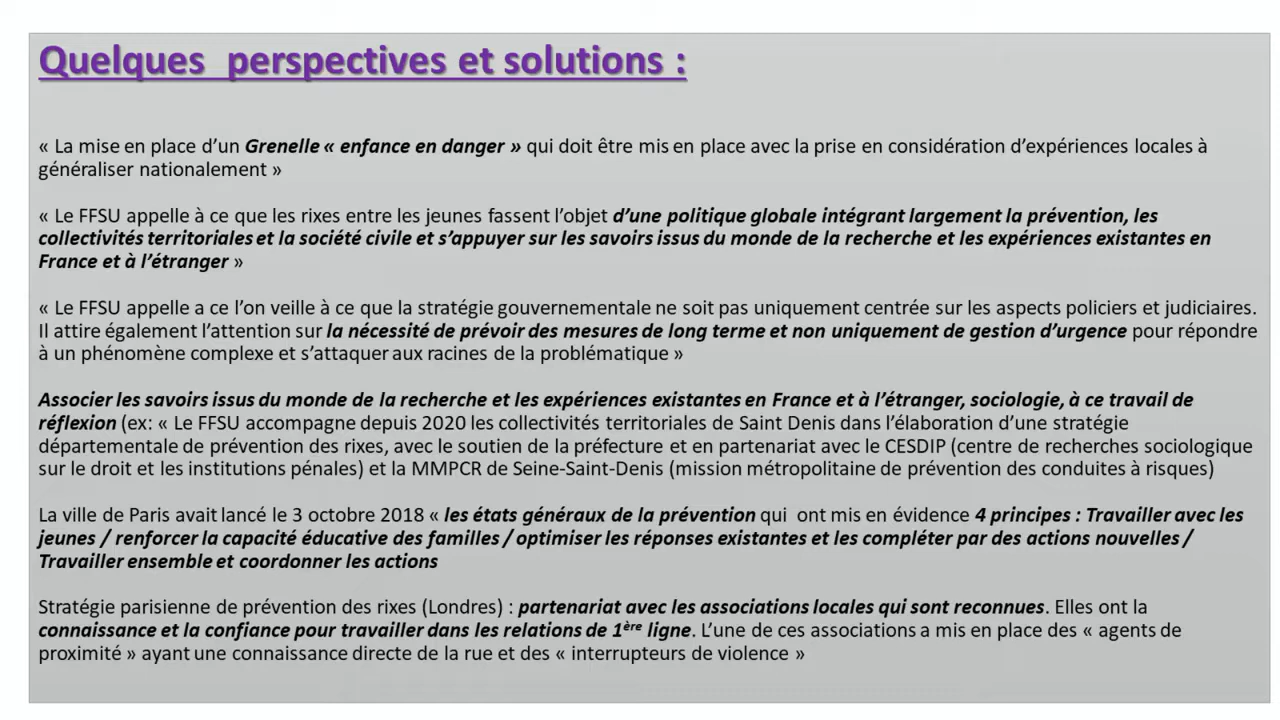 Quelques perspectives et solutions :
« La mise en place d’un Grenelle « enfance en danger » qui doit être mis en place avec la prise en considération d’expériences locales à
généraliser nationalement »
« Le FFSU appelle à ce que les rixes entre les jeunes fassent l’objet d’une politique globale intégrant largement la prévention, les
collectivités territoriales et la société civile et s’appuyer sur les savoirs issus du monde de la recherche et les expériences existantes en
France et à l’étranger »
« Le FFSU appelle a ce l’on veille à ce que la stratégie gouvernementale ne soit pas uniquement centrée sur les aspects policiers et judiciaires.
Il attire également l’attention sur la nécessité de prévoir des mesures de long terme et non uniquement de gestion d’urgence pour répondre
à un phénomène complexe et s’attaquer aux racines de la problématique »
Associer les savoirs issus du monde de la recherche et les expériences existantes en France et à l’étranger, sociologie, à ce travail de
réflexion (ex: « Le FFSU accompagne depuis 2020 les collectivités territoriales de Saint Denis dans l’élaboration d’une stratégie
départementale de prévention des rixes, avec le soutien de la préfecture et en partenariat avec le CESDIP (centre de recherches sociologique
sur le droit et les institutions pénales) et la MMPCR de Seine-Saint-Denis (mission métropolitaine de prévention des conduites à risques)
La ville de Paris avait lancé le 3 octobre 2018 « les états généraux de la prévention qui ont mis en évidence 4 principes : Travailler avec les
jeunes / renforcer la capacité éducative des familles / optimiser les réponses existantes et les compléter par des actions nouvelles /
Travailler ensemble et coordonner les actions
Stratégie parisienne de prévention des rixes (Londres) : partenariat avec les associations locales qui sont reconnues. Elles ont la
connaissance et la confiance pour travailler dans les relations de 1ère ligne. L’une de ces associations a mis en place des « agents de
proximité » ayant une connaissance directe de la rue et des « interrupteurs de violence »